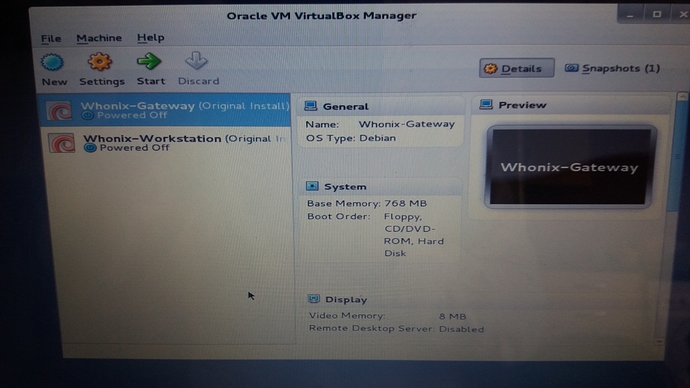 Oracle VM VirtualBox Manager
File Machine Help
New Settings Start Discard
Details Snapshots (1)
Whonix-Gateway (Original Install)
Powered Off
Whonix-Workstation (Original In
Powered Off
General
Name: Whonix-Gateway
OS Type: Debian
System
Base Memory: 768 MB
Boot Order: Floppy,
CD/DVD-
ROM, Hard
Disk
Display
Video Memory: 8 MB
Remote Desktop Server: Disabled
Preview
Whonix-Gateway